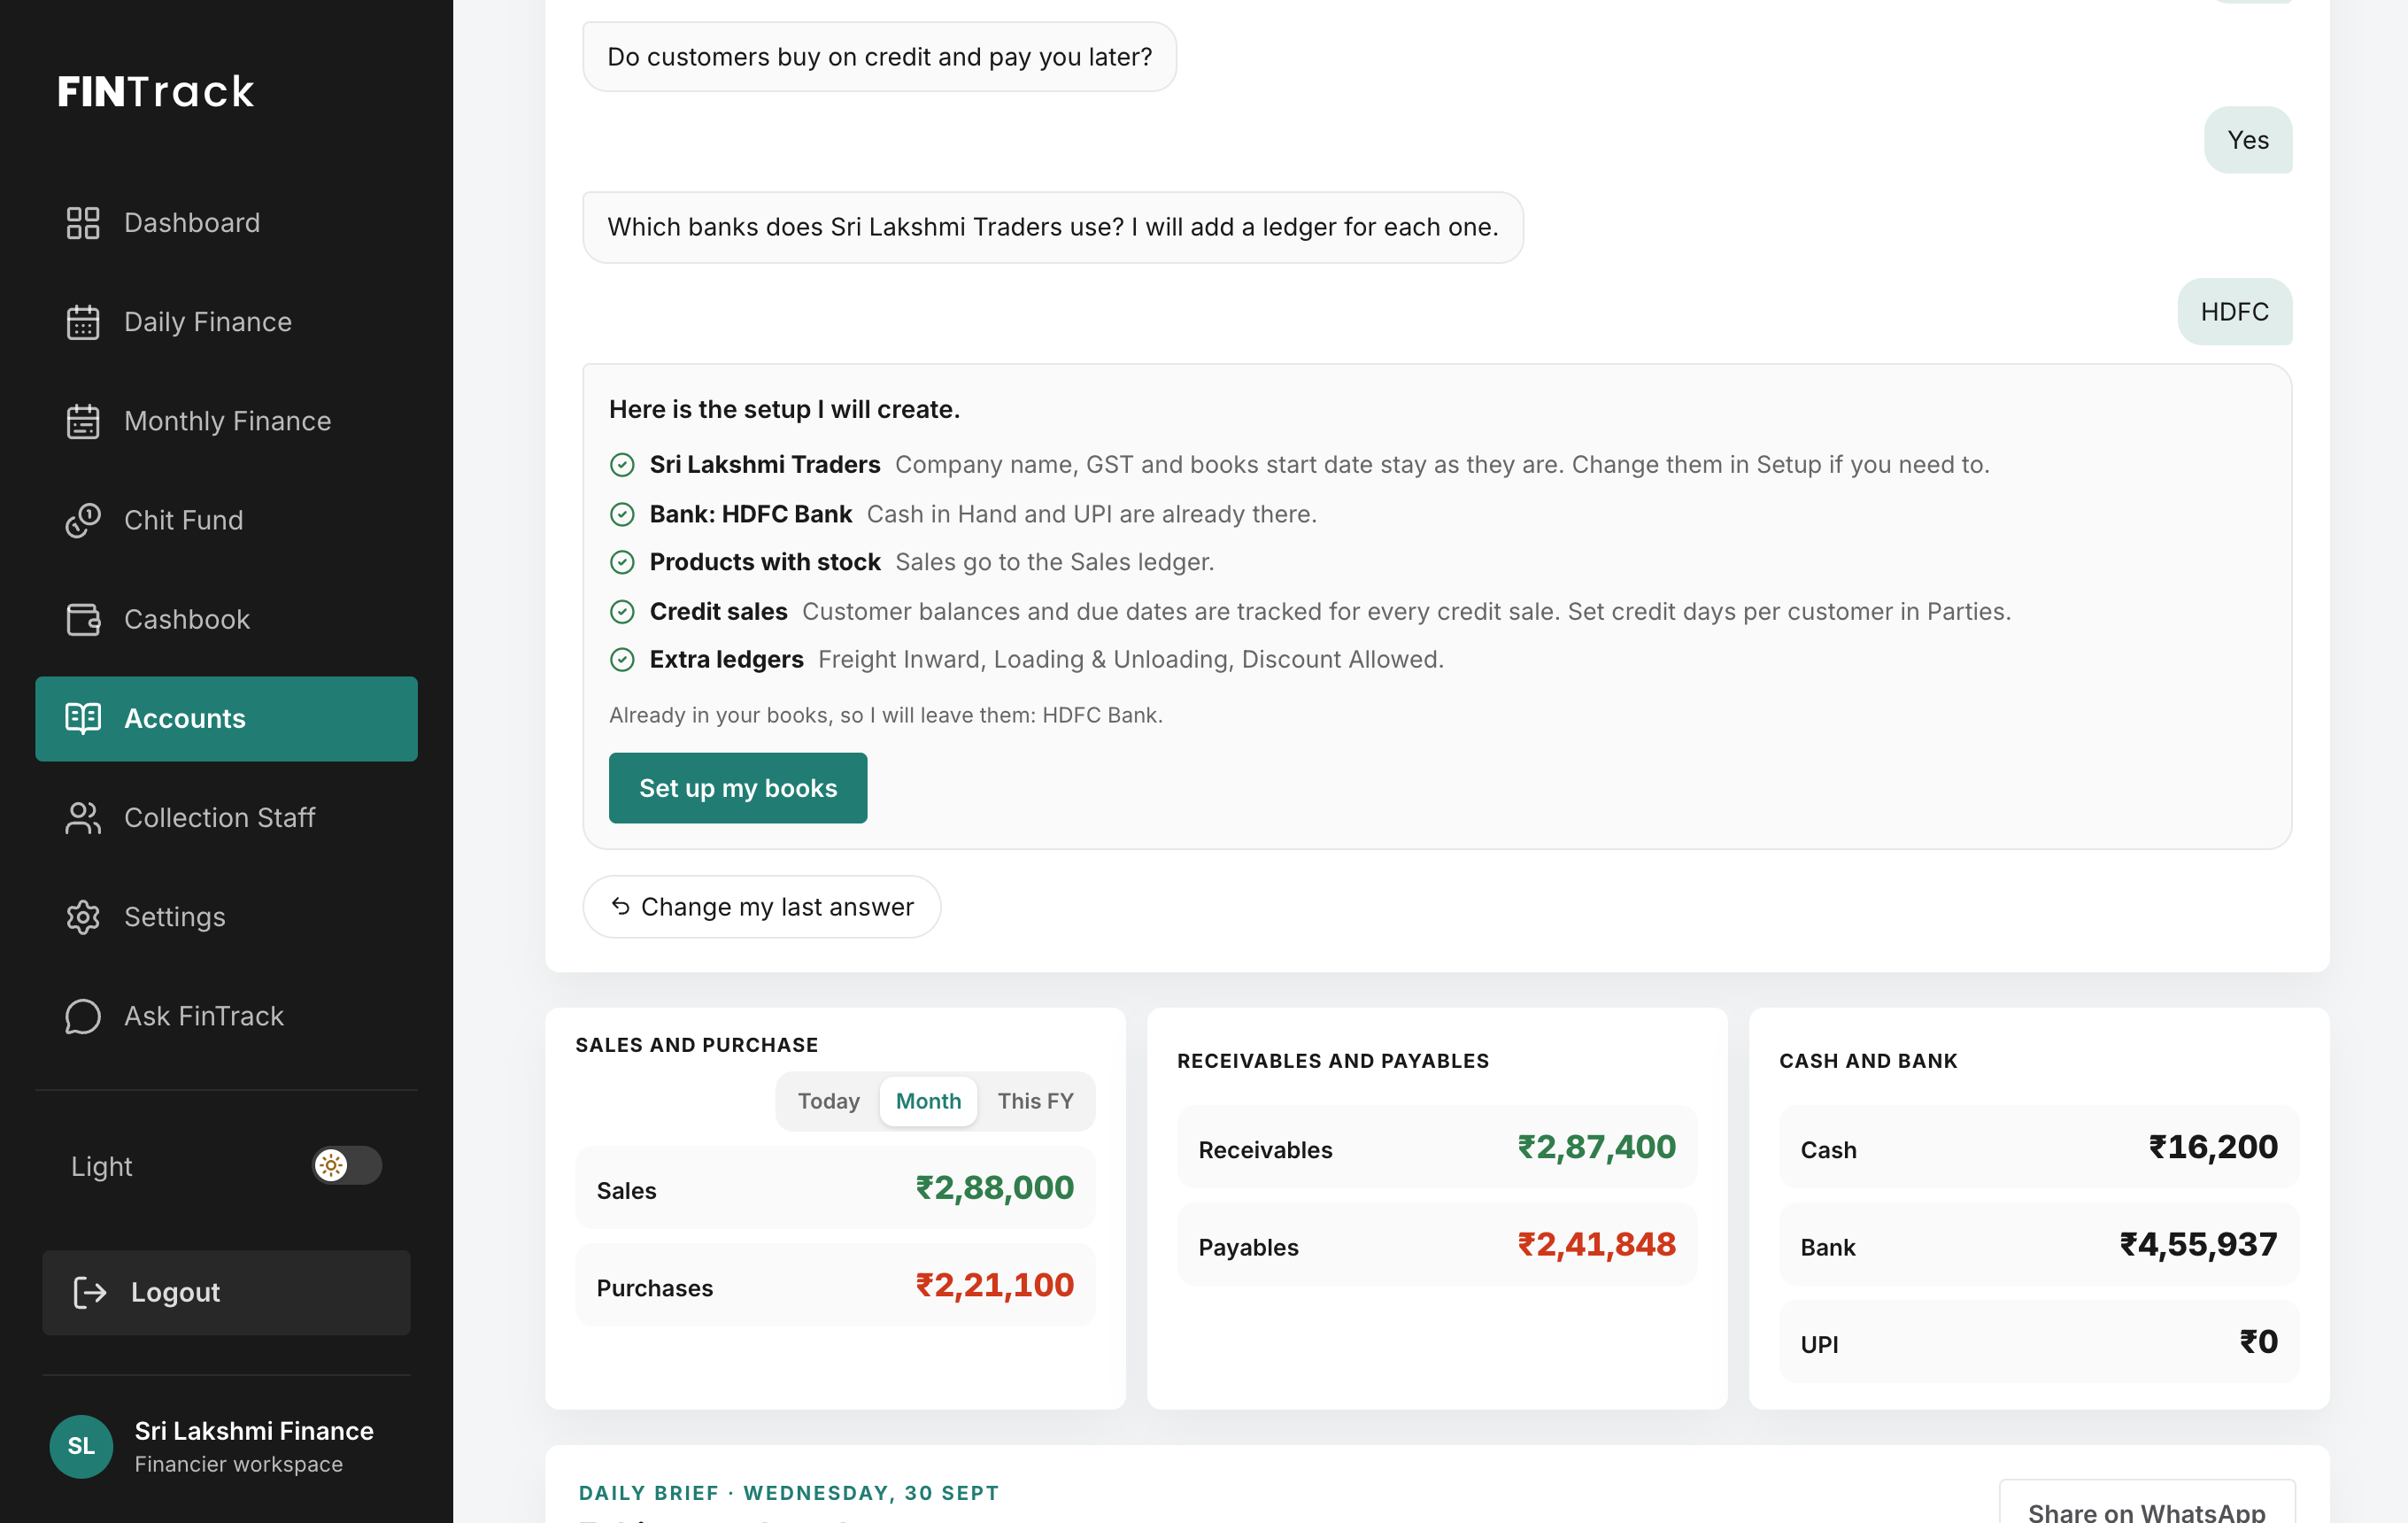 FINTrack
Dashboard
Daily Finance
Monthly Finance
Chit Fund
Cashbook
Accounts
Collection Staff
Settings
Ask FinTrack
Light
Logout
SL
Sri Lakshmi Finance
Financier workspace
Do customers buy on credit and pay you later?
Yes
Which banks does Sri Lakshmi Traders use? I will add a ledger for each one.
HDFC
Here is the setup I will create.
Sri Lakshmi Traders Company name, GST and books start date stay as they are. Change them in Setup if you need to.
Bank: HDFC Bank Cash in Hand and UPI are already there.
Products with stock Sales go to the Sales ledger.
Credit sales Customer balances and due dates are tracked for every credit sale. Set credit days per customer in Parties.
Extra ledgers Freight Inward, Loading & Unloading, Discount Allowed.
Already in your books, so I will leave them: HDFC Bank.
Set up my books
Change my last answer
SALES AND PURCHASE
Today Month This FY
Sales ₹2,88,000
Purchases ₹2,21,100
RECEIVABLES AND PAYABLES
Receivables ₹2,87,400
Payables ₹2,41,848
CASH AND BANK
Cash ₹16,200
Bank ₹4,55,937
UPI ₹0
DAILY BRIEF · WEDNESDAY, 30 SEPT
Share on WhatsApp